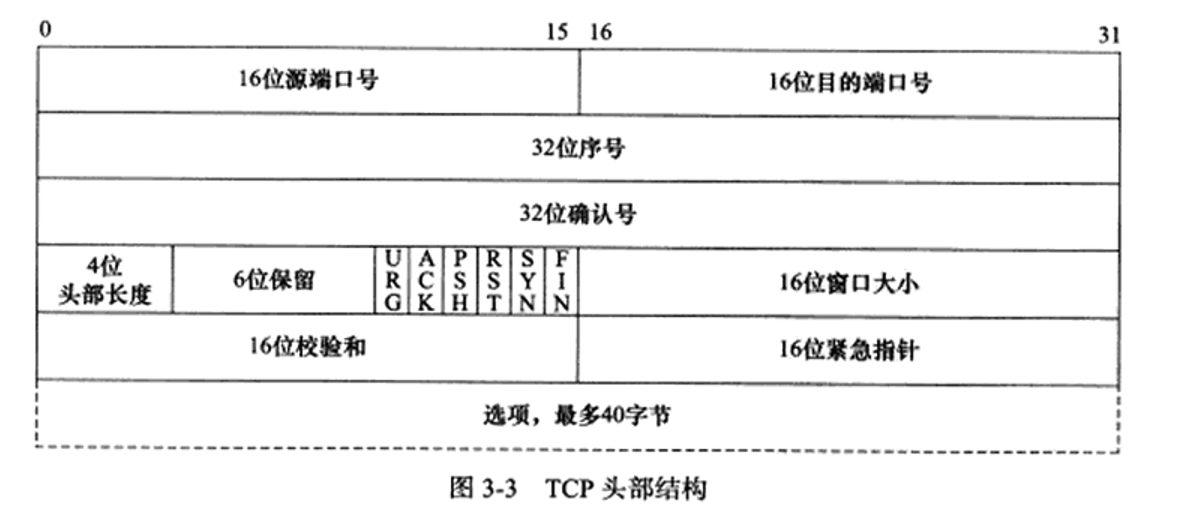 0 15 16 31
16位源端口号 16位目的端口号
32位序号
32位确认号
4位
头部长度
6位保留
URG
ACK
PSH
RST
SYN
FIN
16位窗口大小
16位校验和 16位紧急指针
选项，最多40字节
图 3-3 TCP 头部结构